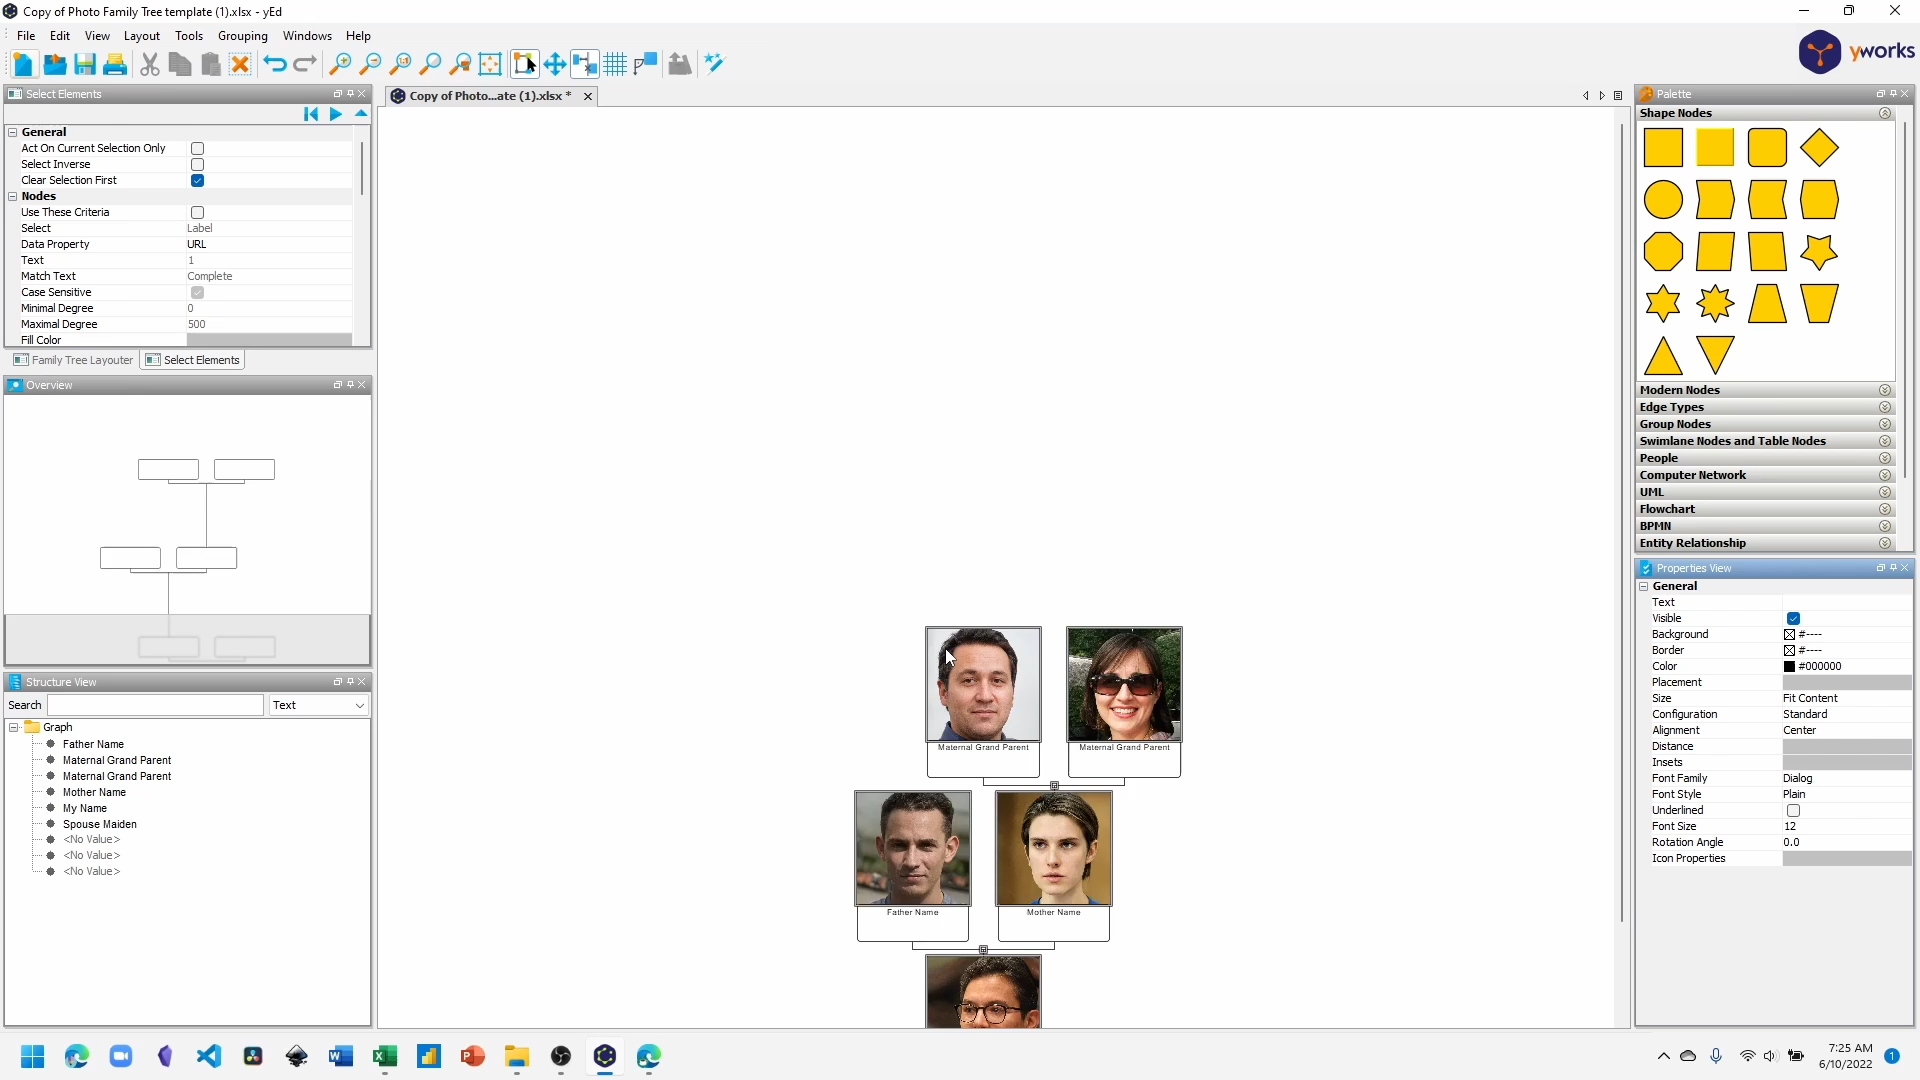 Copy of Photo Family Tree template (1).xlsx - yEd
File Edit View Layout Tools Grouping Windows Help
yworks
Select Elements
General
Act On Current Selection Only
Select Inverse
Clear Selection First
Nodes
Use These Criteria
Select Label
Data Property URL
Text 1
Match Text Complete
Case Sensitive
Minimal Degree 0
Maximal Degree 500
Fill Color
Family Tree Layouter Select Elements
Overview
Structure View
Search Text
Graph
Father Name
Maternal Grand Parent
Maternal Grand Parent
Mother Name
My Name
Spouse Maiden
<No Value>
<No Value>
<No Value>
Copy of Photo...ate (1).xlsx *
Maternal Grand Parent Maternal Grand Parent
Father Name Mother Name
Palette
Shape Nodes
Modern Nodes
Edge Types
Group Nodes
Swimlane Nodes and Table Nodes
People
Computer Network
UML
Flowchart
BPMN
Entity Relationship
Properties View
General
Text
Visible
Background #----
Border #----
Color #000000
Placement
Size Fit Content
Configuration Standard
Alignment Center
Distance
Insets
Font Family Dialog
Font Style Plain
Underlined
Font Size 12
Rotation Angle 0.0
Icon Properties
7:25 AM
6/10/2022
1